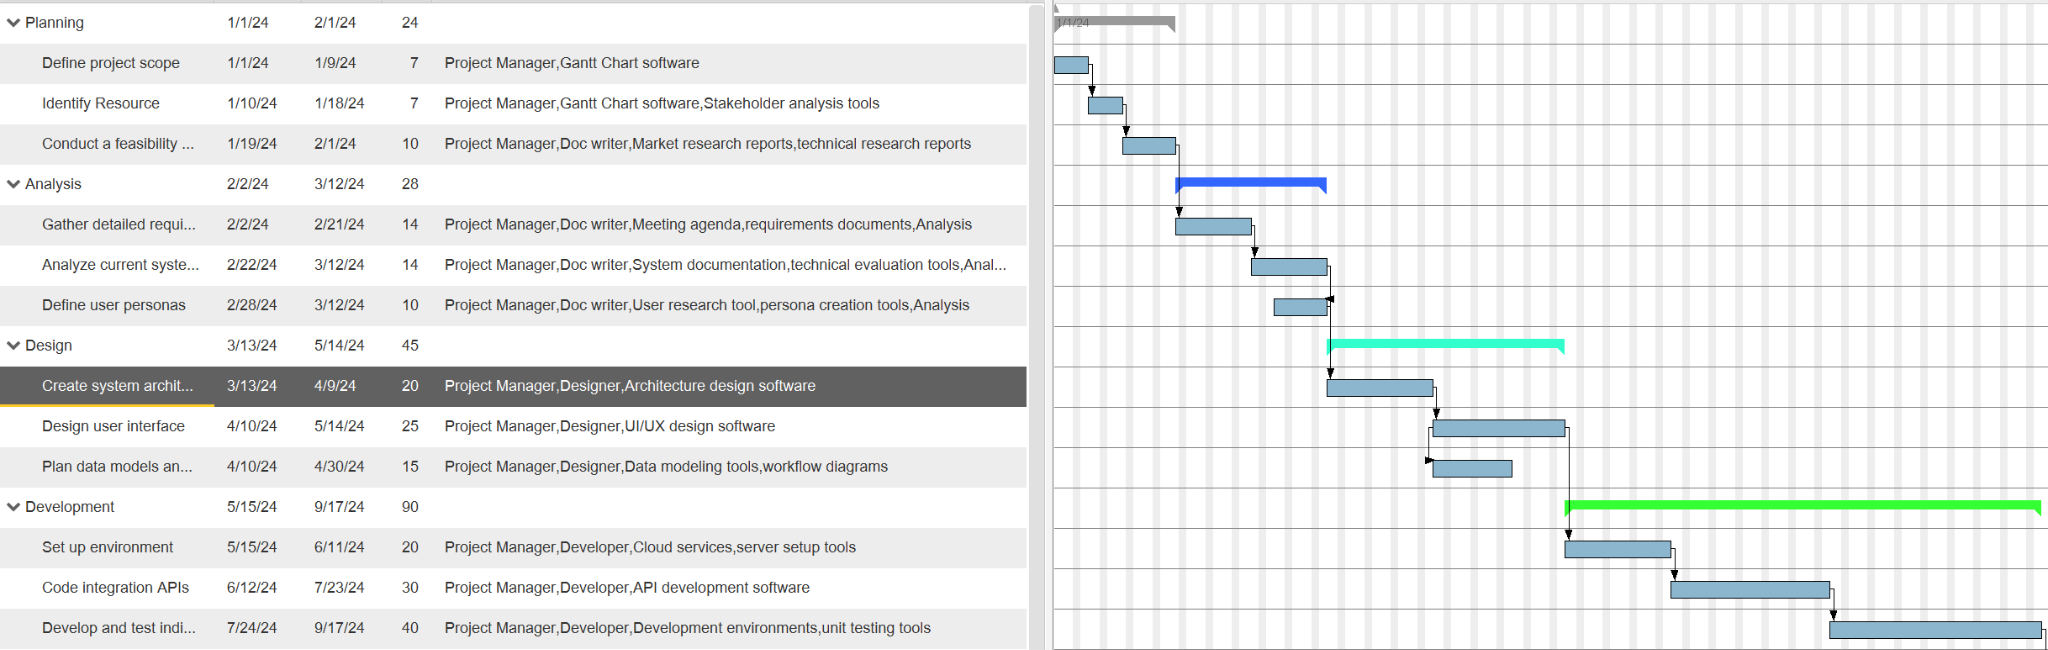 Planning 1/1/24 2/1/24 24
1/1/24
Define project scope 1/1/24 1/9/24 7 Project Manager,Gantt Chart software
Identify Resource 1/10/24 1/18/24 7 Project Manager,Gantt Chart software,Stakeholder analysis tools
Conduct a feasibility ... 1/19/24 2/1/24 10 Project Manager,Doc writer,Market research reports,technical research reports
Analysis 2/2/24 3/12/24 28
Gather detailed requi... 2/2/24 2/21/24 14 Project Manager,Doc writer,Meeting agenda,requirements documents,Analysis
Analyze current syste... 2/22/24 3/12/24 14 Project Manager,Doc writer,System documentation,technical evaluation tools,Anal...
Define user personas 2/28/24 3/12/24 10 Project Manager,Doc writer,User research tool,persona creation tools,Analysis
Design 3/13/24 5/14/24 45
Create system archit... 3/13/24 4/9/24 20 Project Manager,Designer,Architecture design software
Design user interface 4/10/24 5/14/24 25 Project Manager,Designer,UI/UX design software
Plan data models an... 4/10/24 4/30/24 15 Project Manager,Designer,Data modeling tools,workflow diagrams
Development 5/15/24 9/17/24 90
Set up environment 5/15/24 6/11/24 20 Project Manager,Developer,Cloud services,server setup tools
Code integration APIs 6/12/24 7/23/24 30 Project Manager,Developer,API development software
Develop and test indi... 7/24/24 9/17/24 40 Project Manager,Developer,Development environments,unit testing tools